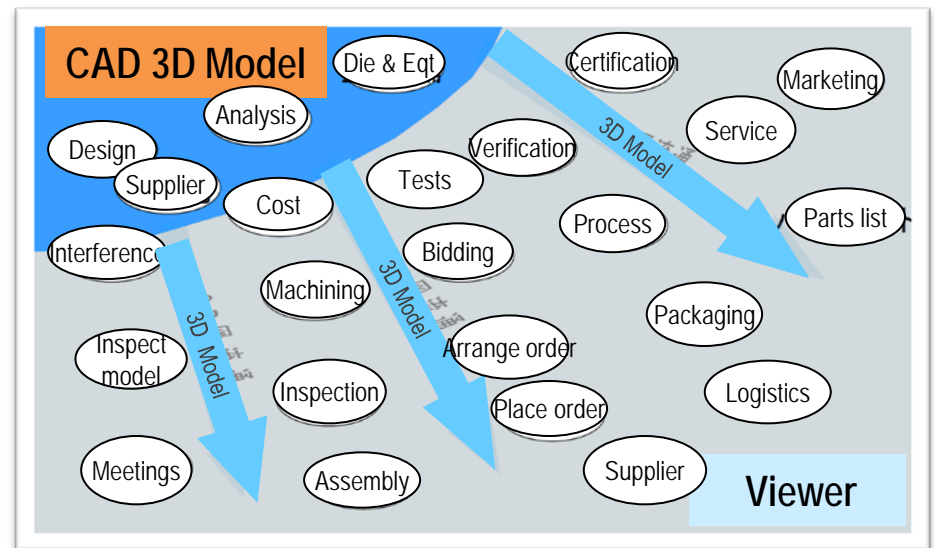 CAD 3D Model
Die & Eqt
Certification
Marketing
Analysis
Service
Design
Verification
3D Model
Supplier
Tests
Cost
Process
Parts list
Interference
Bidding
Machining
3D Model
Packaging
3D Model
Inspect
model
Arrange order
Inspection
Place order
Logistics
Meetings
Assembly
Supplier
Viewer